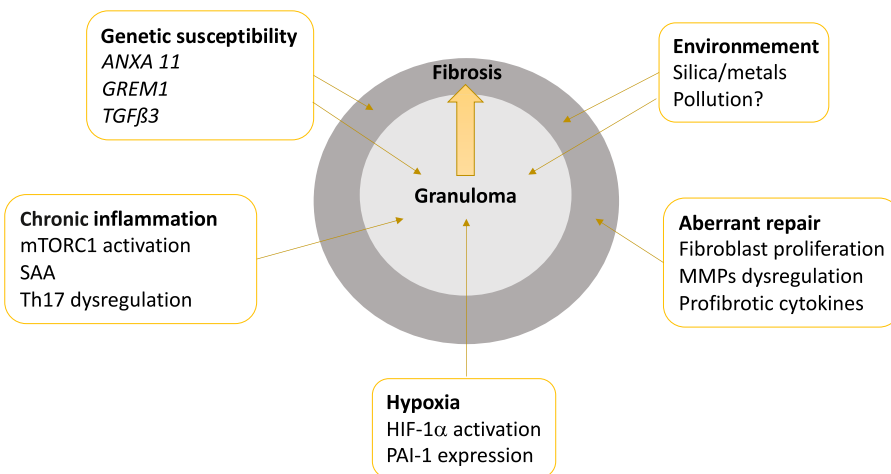 Genetic susceptibility
ANXA 11
GREM1
TGFß3
Fibrosis
Environmement
Silica/metals
Pollution?
Granuloma
Chronic inflammation
mTORC1 activation
SAA
Th17 dysregulation
Aberrant repair
Fibroblast proliferation
MMPs dysregulation
Profibrotic cytokines
Hypoxia
HIF-1α activation
PAI-1 expression